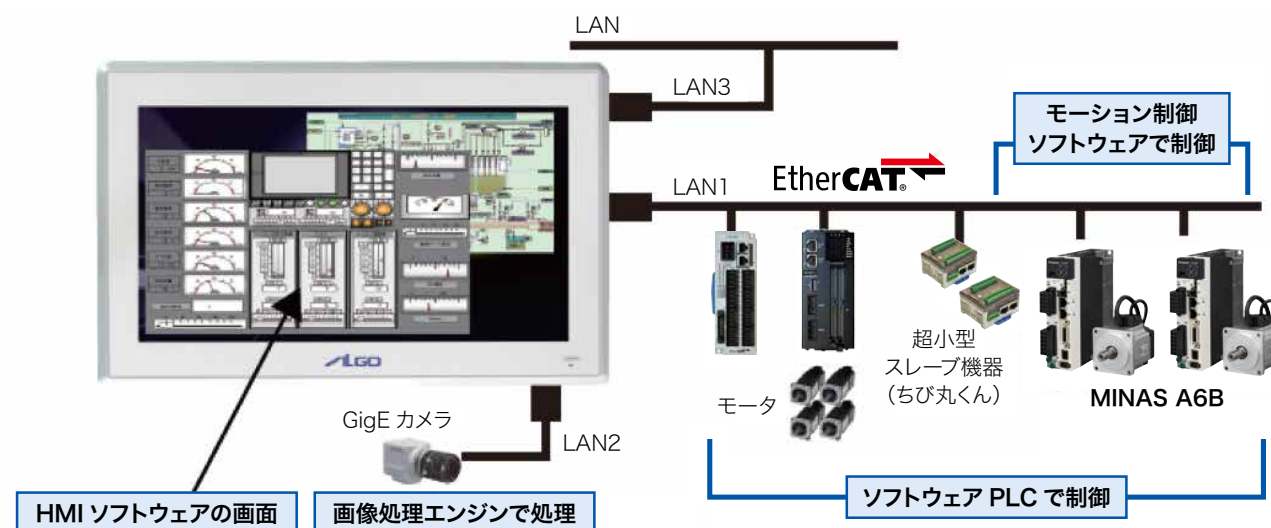 LAN
LAN3
モーション制御
ソフトウェアで制御
LAN1
EtherCAT®
ALGO
超小型
スレーブ機器
(ちび丸くん)
モータ
MINAS A6B
GigE カメラ
LAN2
HMI ソフトウェアの画面
画像処理エンジンで処理
ソフトウェア PLC で制御